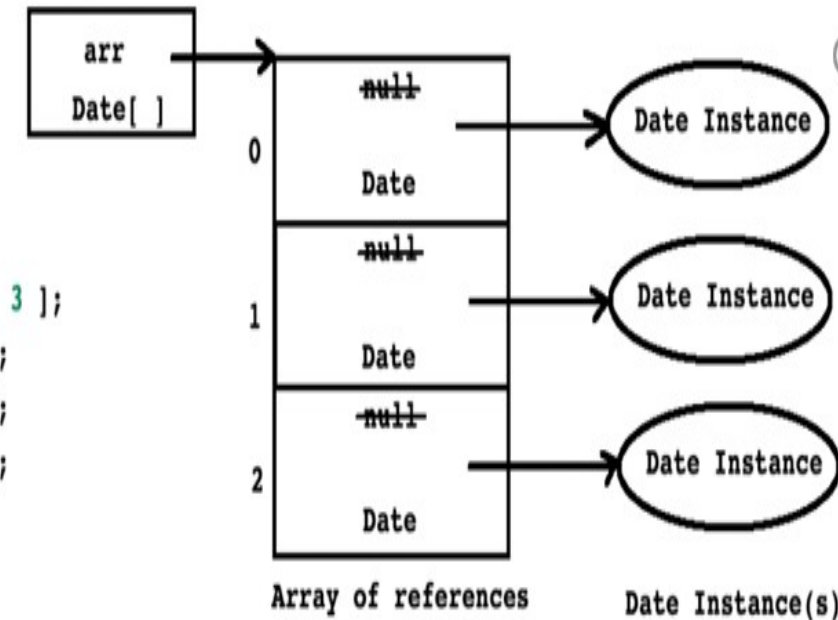 arr
Date[ ]
3 ];
;
;
;
0
null
Date
Date Instance
1
null
Date
Date Instance
2
null
Date
Date Instance
Array of references
Date Instance(s)